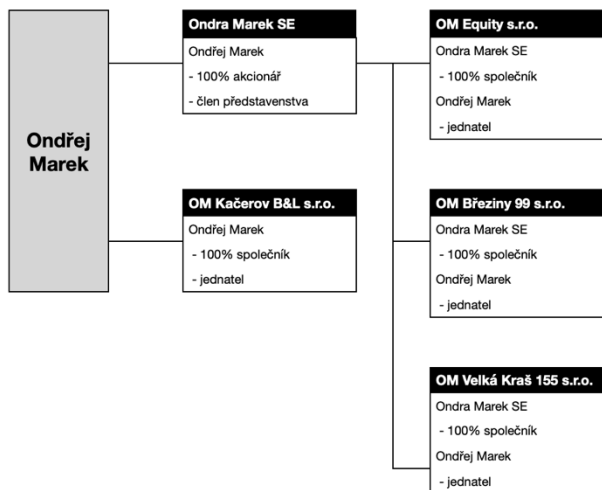 Ondřej
Marek
Ondra Marek SE
Ondřej Marek
- 100% akcionář
- člen představenstva
OM Kačerov B&L s.r.o.
Ondřej Marek
- 100% společník
- jednatel
OM Equity s.r.o.
Ondra Marek SE
- 100% společník
Ondřej Marek
- jednatel
OM Březiny 99 s.r.o.
Ondra Marek SE
- 100% společník
Ondřej Marek
- jednatel
OM Velká Kraš 155 s.r.o.
Ondra Marek SE
- 100% společník
Ondřej Marek
- jednatel